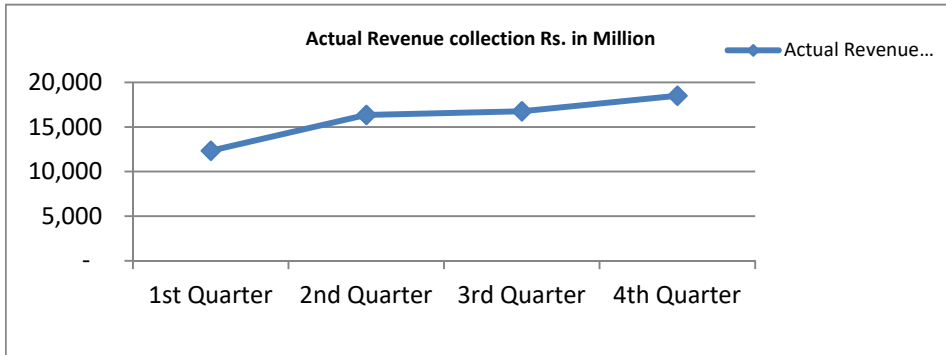 Actual Revenue collection Rs. in Million
Actual Revenue...
20,000
15,000
10,000
5,000
-
1st Quarter 2nd Quarter 3rd Quarter 4th Quarter